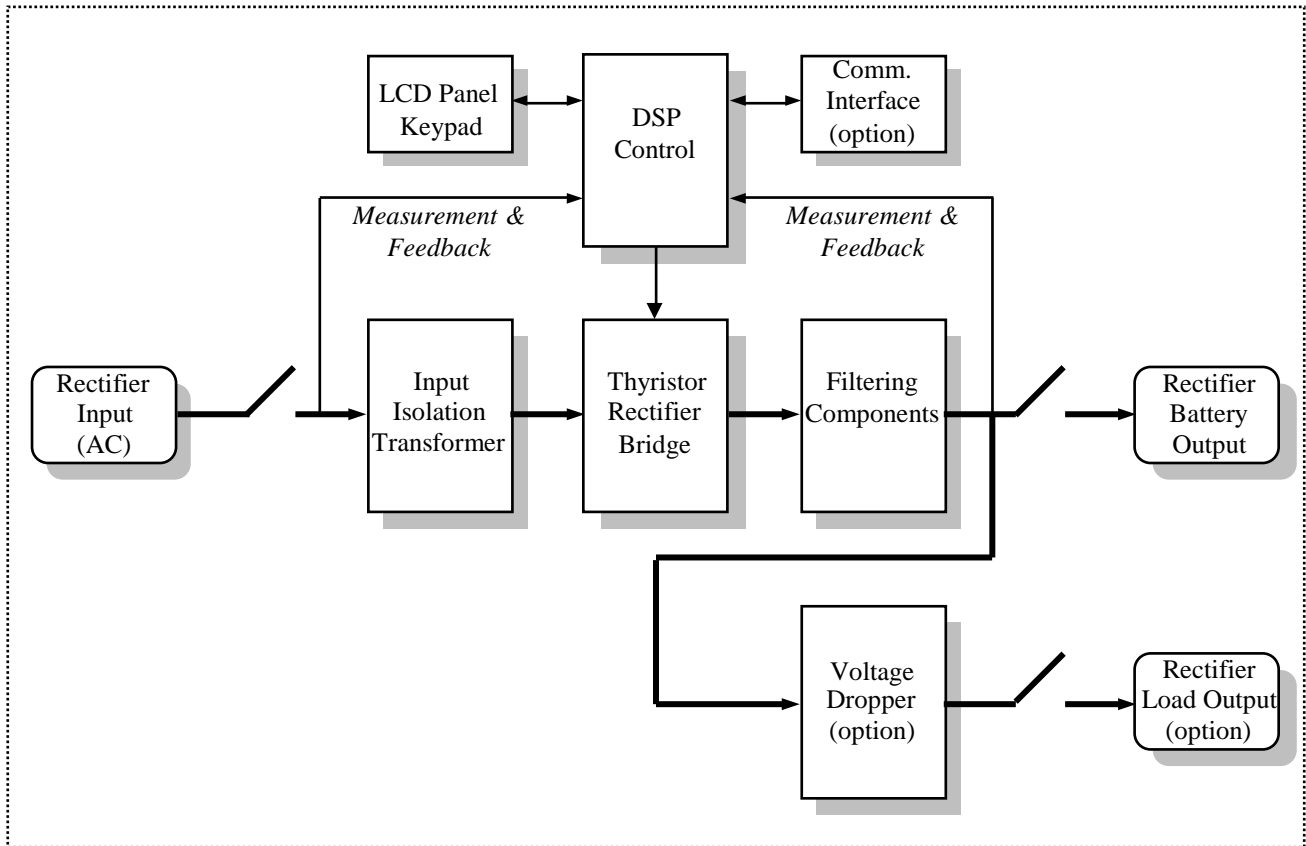 LCD Panel
Keypad
DSP
Control
Comm.
Interface
(option)
Measurement &
Feedback
Measurement &
Feedback
Rectifier
Input
(AC)
Input
Isolation
Transformer
Thyristor
Rectifier
Bridge
Filtering
Components
Rectifier
Battery
Output
Voltage
Dropper
(option)
Rectifier
Load Output
(option)